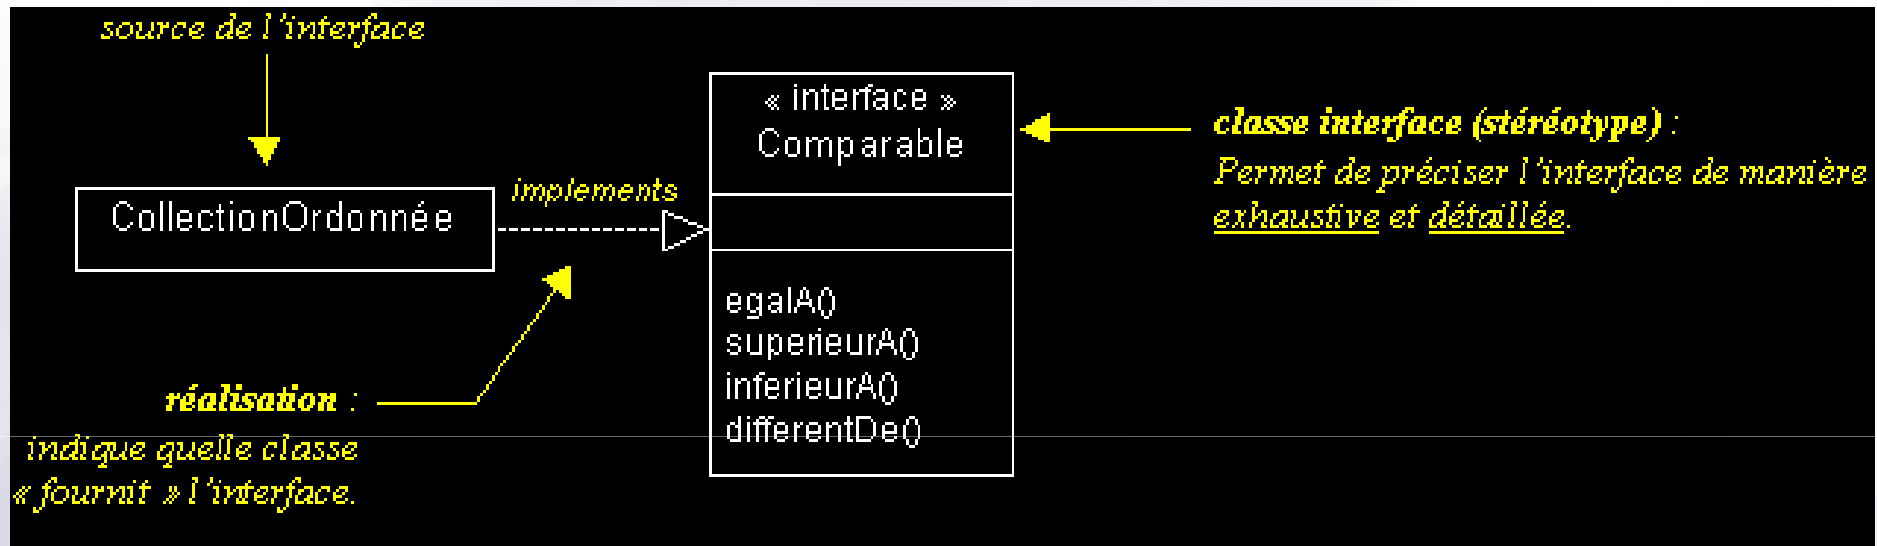 source de l'interface
« interface »
Comparable
classe interface (stéréotype) :
Permet de préciser l'interface de manière
exhaustive et détaillée.
implements
CollectionOrdonnée
egalA()
superieurA()
inferieurA()
differentDe()
réalisation :
indique quelle classe
« fournit » l'interface.